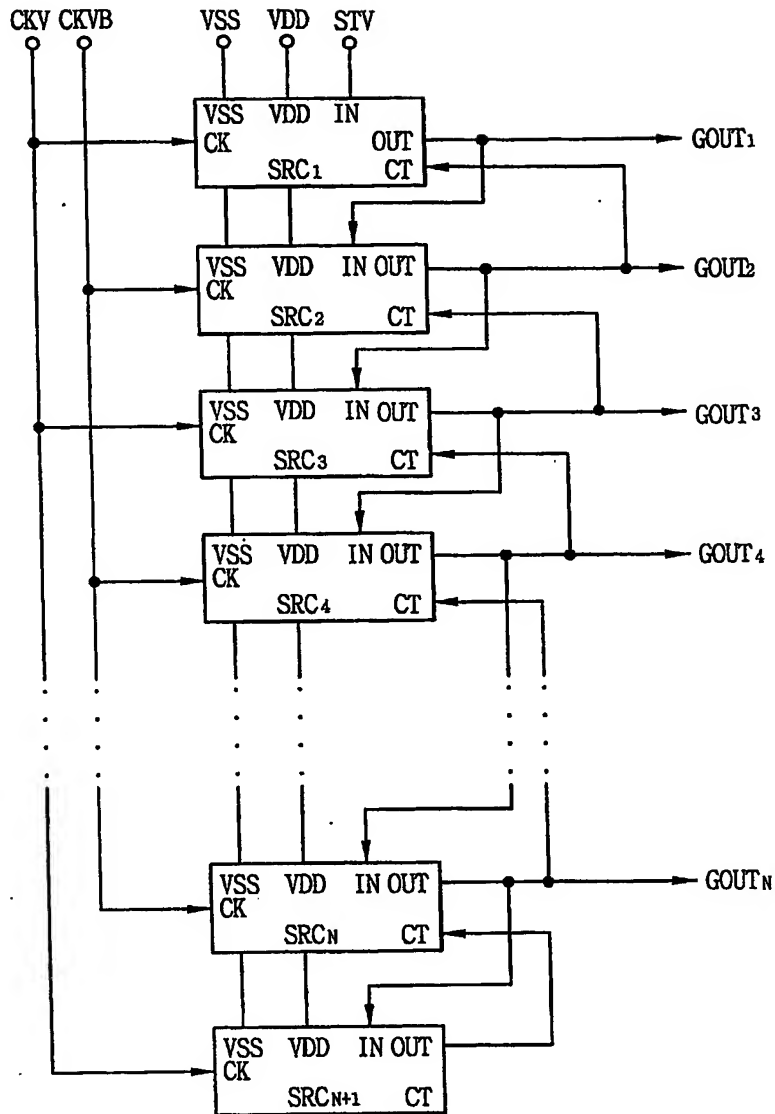 CKV CKVB VSS VDD STV
VSS VDD IN
CK OUT GOUT1
SRC1 CT
VSS VDD IN OUT GOUT2
CK
SRC2 CT
VSS VDD IN OUT GOUT3
CK
SRC3 CT
VSS VDD IN OUT GOUT4
CK
SRC4 CT
VSS VDD IN OUT GOUTN
CK
SRCN CT
VSS VDD IN OUT
CK
SRCN+1 CT